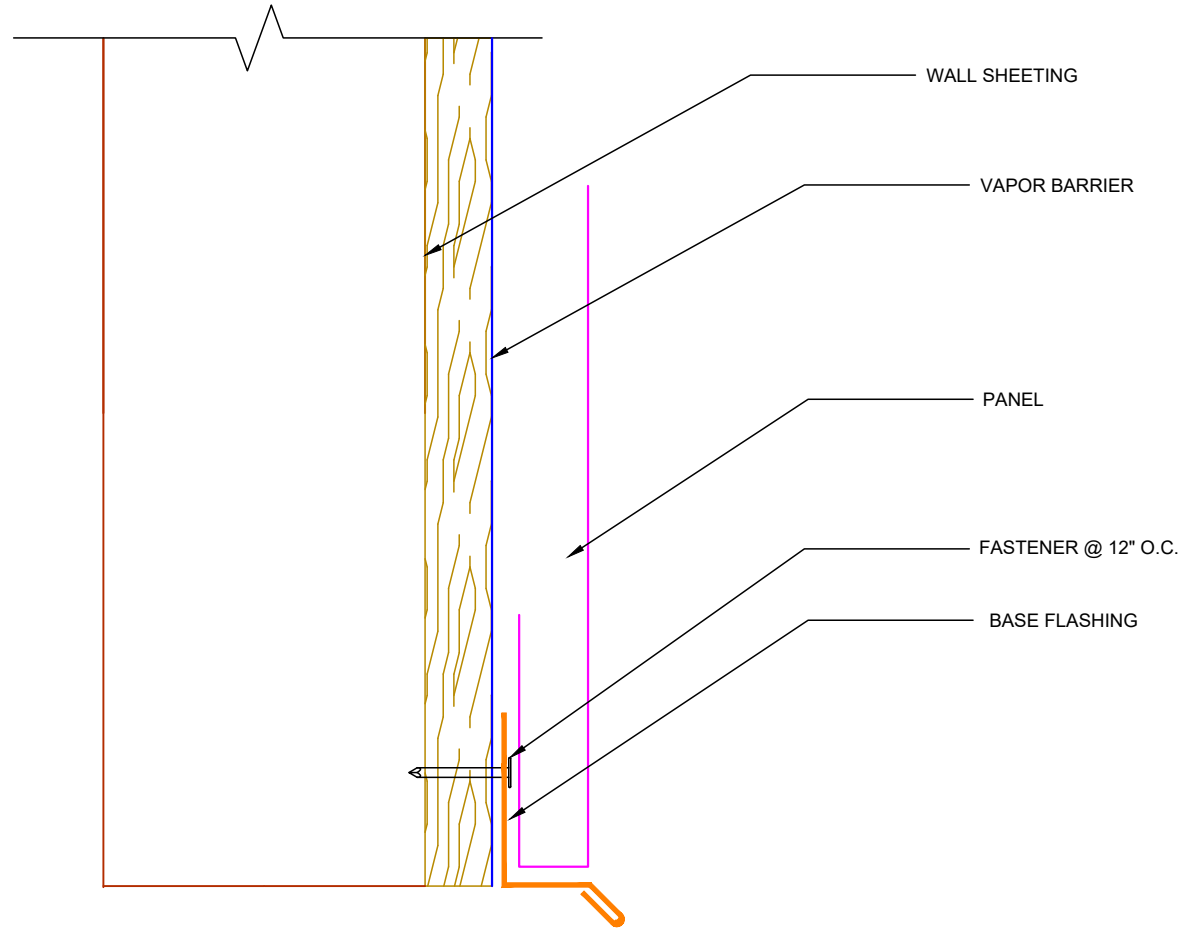 WALL SHEETING
VAPOR BARRIER
PANEL
FASTENER @ 12" O.C.
BASE FLASHING